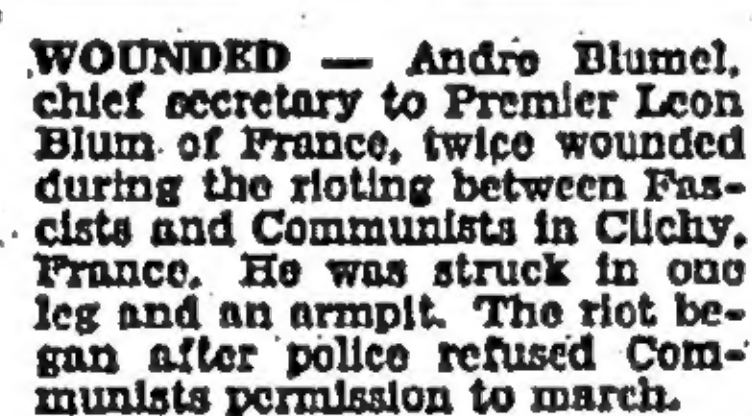 WOUNDED — Andre Blumel,
chief secretary to Premier Leon
Blum of France, twice wounded
during the rioting between Fas-
cists and Communists in Clichy,
France. He was struck in one
leg and an armpit. The riot be-
gan after police refused Com-
munists permission to march.